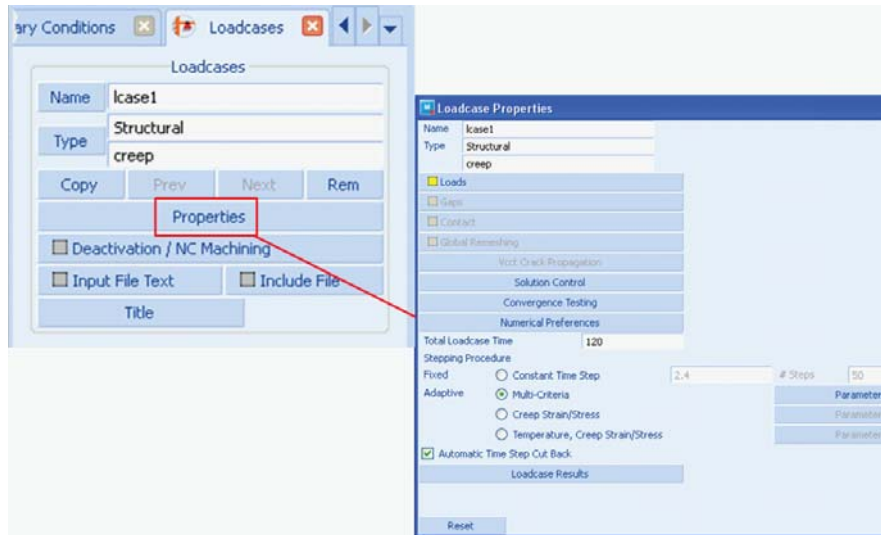 ary Conditions Loadcases
Loadcases
Name lcase1
Type Structural
creep
Copy Prev Next Rem
Properties
Deactivation / NC Machining
Input File Text Include File
Title
Loadcase Properties
Name lcase1
Type Structural
creep
Loads
Gaps
Contact
Global Remeshing
Vcct Crack Propagation
Solution Control
Convergence Testing
Numerical Preferences
Total Loadcase Time 120
Stepping Procedure
Fixed Constant Time Step 2.4 # Steps 50
Adaptive Multi-Criteria Parameter
Creep Strain/Stress Parameter
Temperature, Creep Strain/Stress Parameter
Automatic Time Step Cut Back
Loadcase Results
Reset